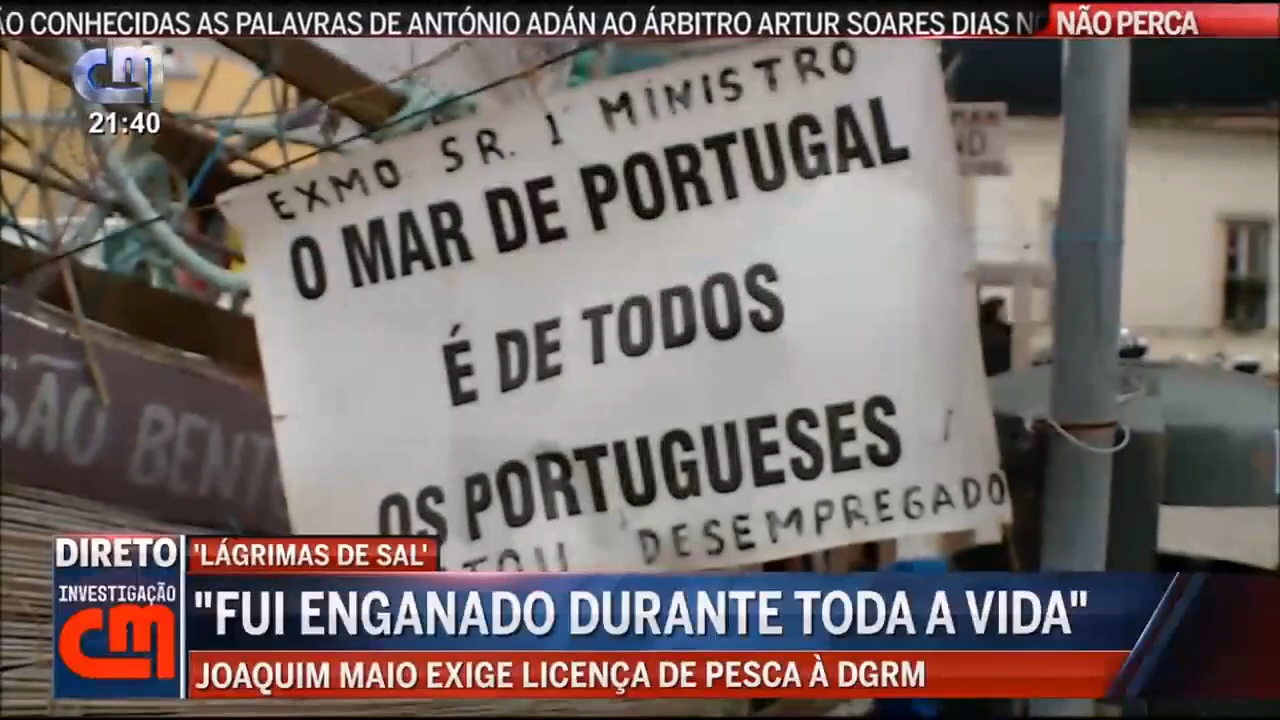 CONHECIDAS AS PALAVRAS DE ANTÓNIO ADÁN AO ÁRBITRO ARTUR SOARES DIAS
NÃO PERCA
CM
21:40
EXMO SR. 1 MINISTRO
O MAR DE PORTUGAL
É DE TODOS
OS PORTUGUESES
DESEMPREGADO
SÃO BENTO
DIRETO
'LÁGRIMAS DE SAL'
INVESTIGAÇÃO
CM
"FUI ENGANADO DURANTE TODA A VIDA"
JOAQUIM MAIO EXIGE LICENÇA DE PESCA À DGRM